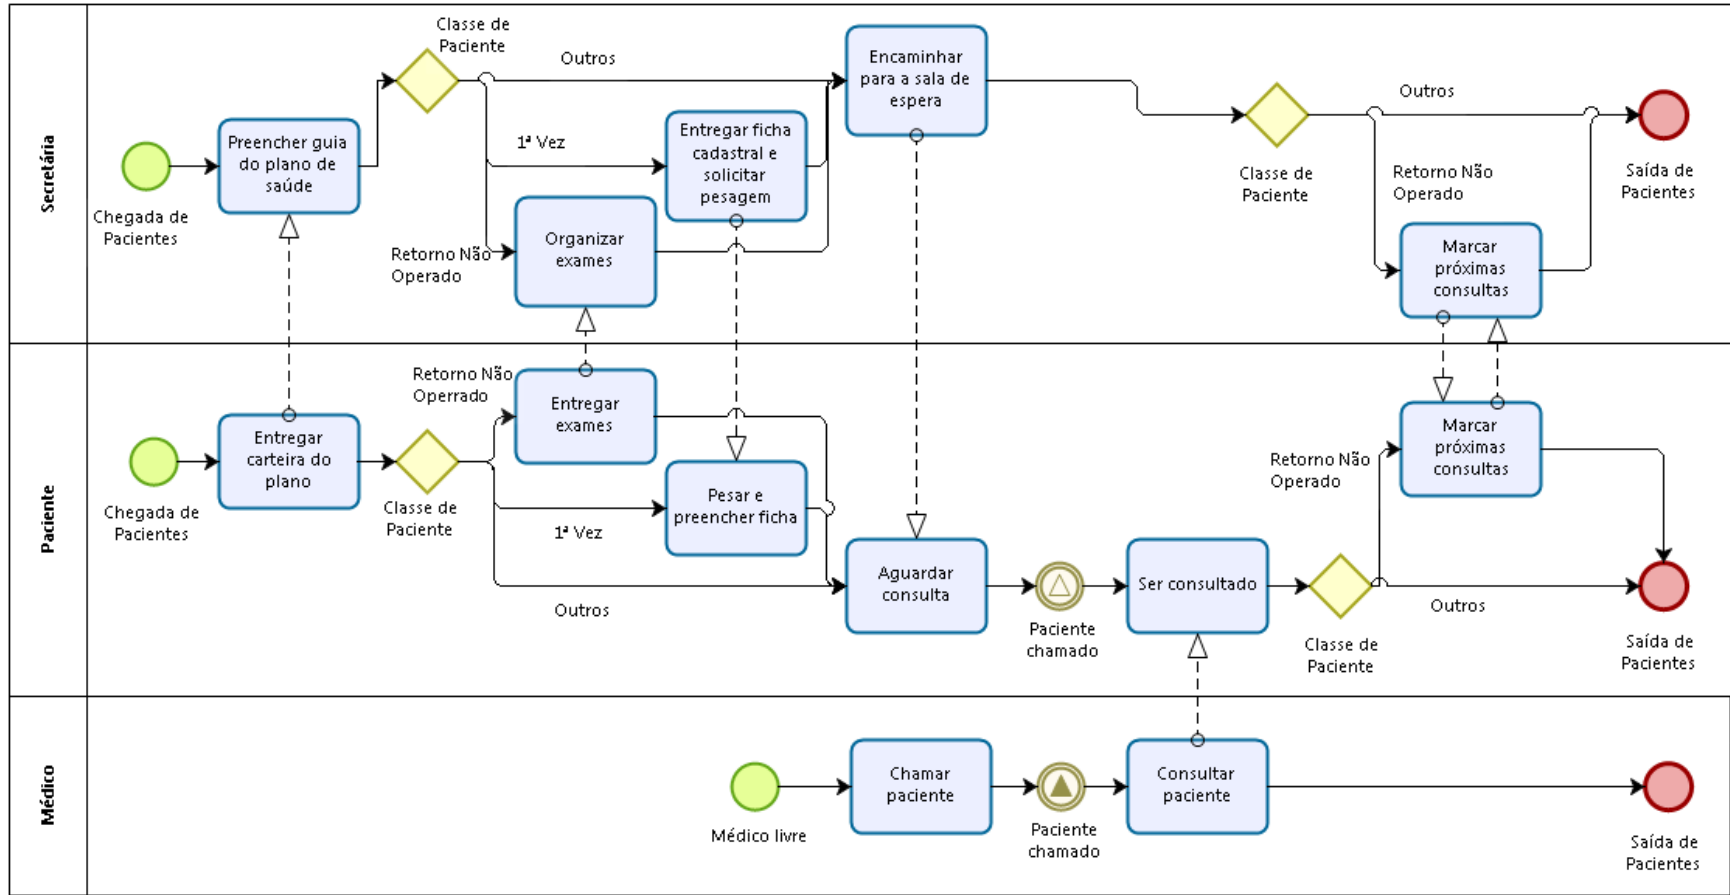 Secretária
Chegada de
Pacientes
Preencher guia
do plano de
saúde
Classe de
Paciente
Outros
1ª Vez
Retorno Não
Operado
Entregar ficha
cadastral e
solicitar
pesagem
Organizar
exames
Encaminhar
para a sala de
espera
Classe de
Paciente
Outros
Retorno Não
Operado
Marcar
próximas
consultas
Saída de
Pacientes
Paciente
Chegada de
Pacientes
Entregar
carteira do
plano
Classe de
Paciente
Retorno Não
Operrado
Entregar
exames
1ª Vez
Pesar e
preencher ficha
Outros
Aguardar
consulta
Paciente
chamado
Ser consultado
Classe de
Paciente
Retorno Não
Operado
Marcar
próximas
consultas
Outros
Saída de
Pacientes
Médico
Médico livre
Chamar
paciente
Paciente
chamado
Consultar
paciente
Saída de
Pacientes